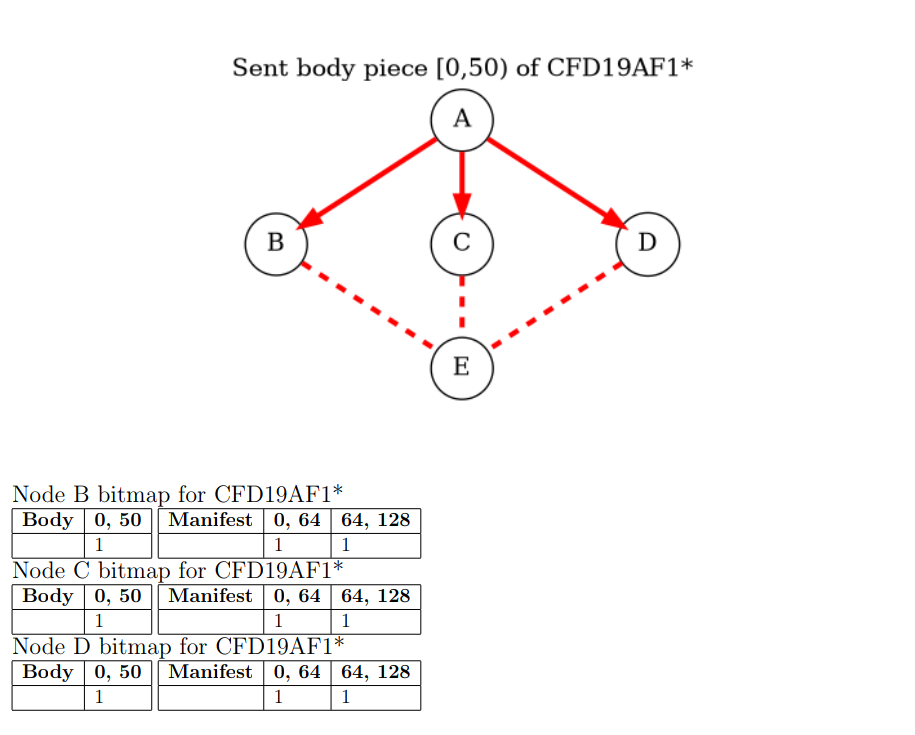 Sent body piece [0,50) of CFD19AF1*
A
B C D
E
Node B bitmap for CFD19AF1*
Body 0, 50 Manifest 0, 64 64, 128
1 1 1
Node C bitmap for CFD19AF1*
Body 0, 50 Manifest 0, 64 64, 128
1 1 1
Node D bitmap for CFD19AF1*
Body 0, 50 Manifest 0, 64 64, 128
1 1 1